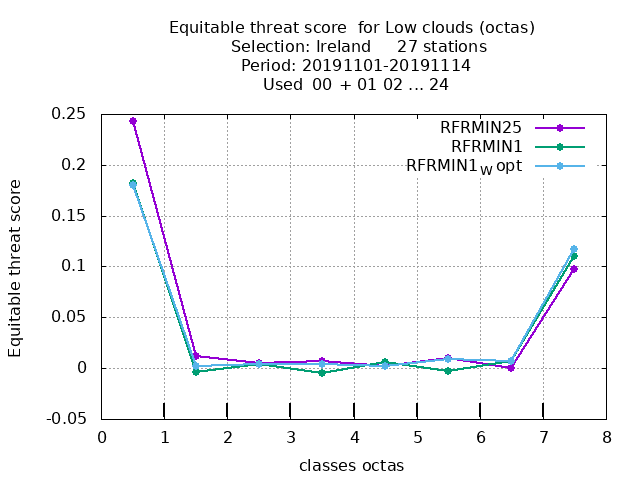 Equitable threat score  for Low clouds (octas)
Selection: Ireland     27 stations
Period: 20191101-20191114
Used  00  + 01 02 ... 24
RFRMIN25
RFRMIN1
RFRMIN1W opt
Equitable threat score
0.25
0.2
0.15
0.1
0.05
0
-0.05
0 1 2 3 4 5 6 7 8
classes octas